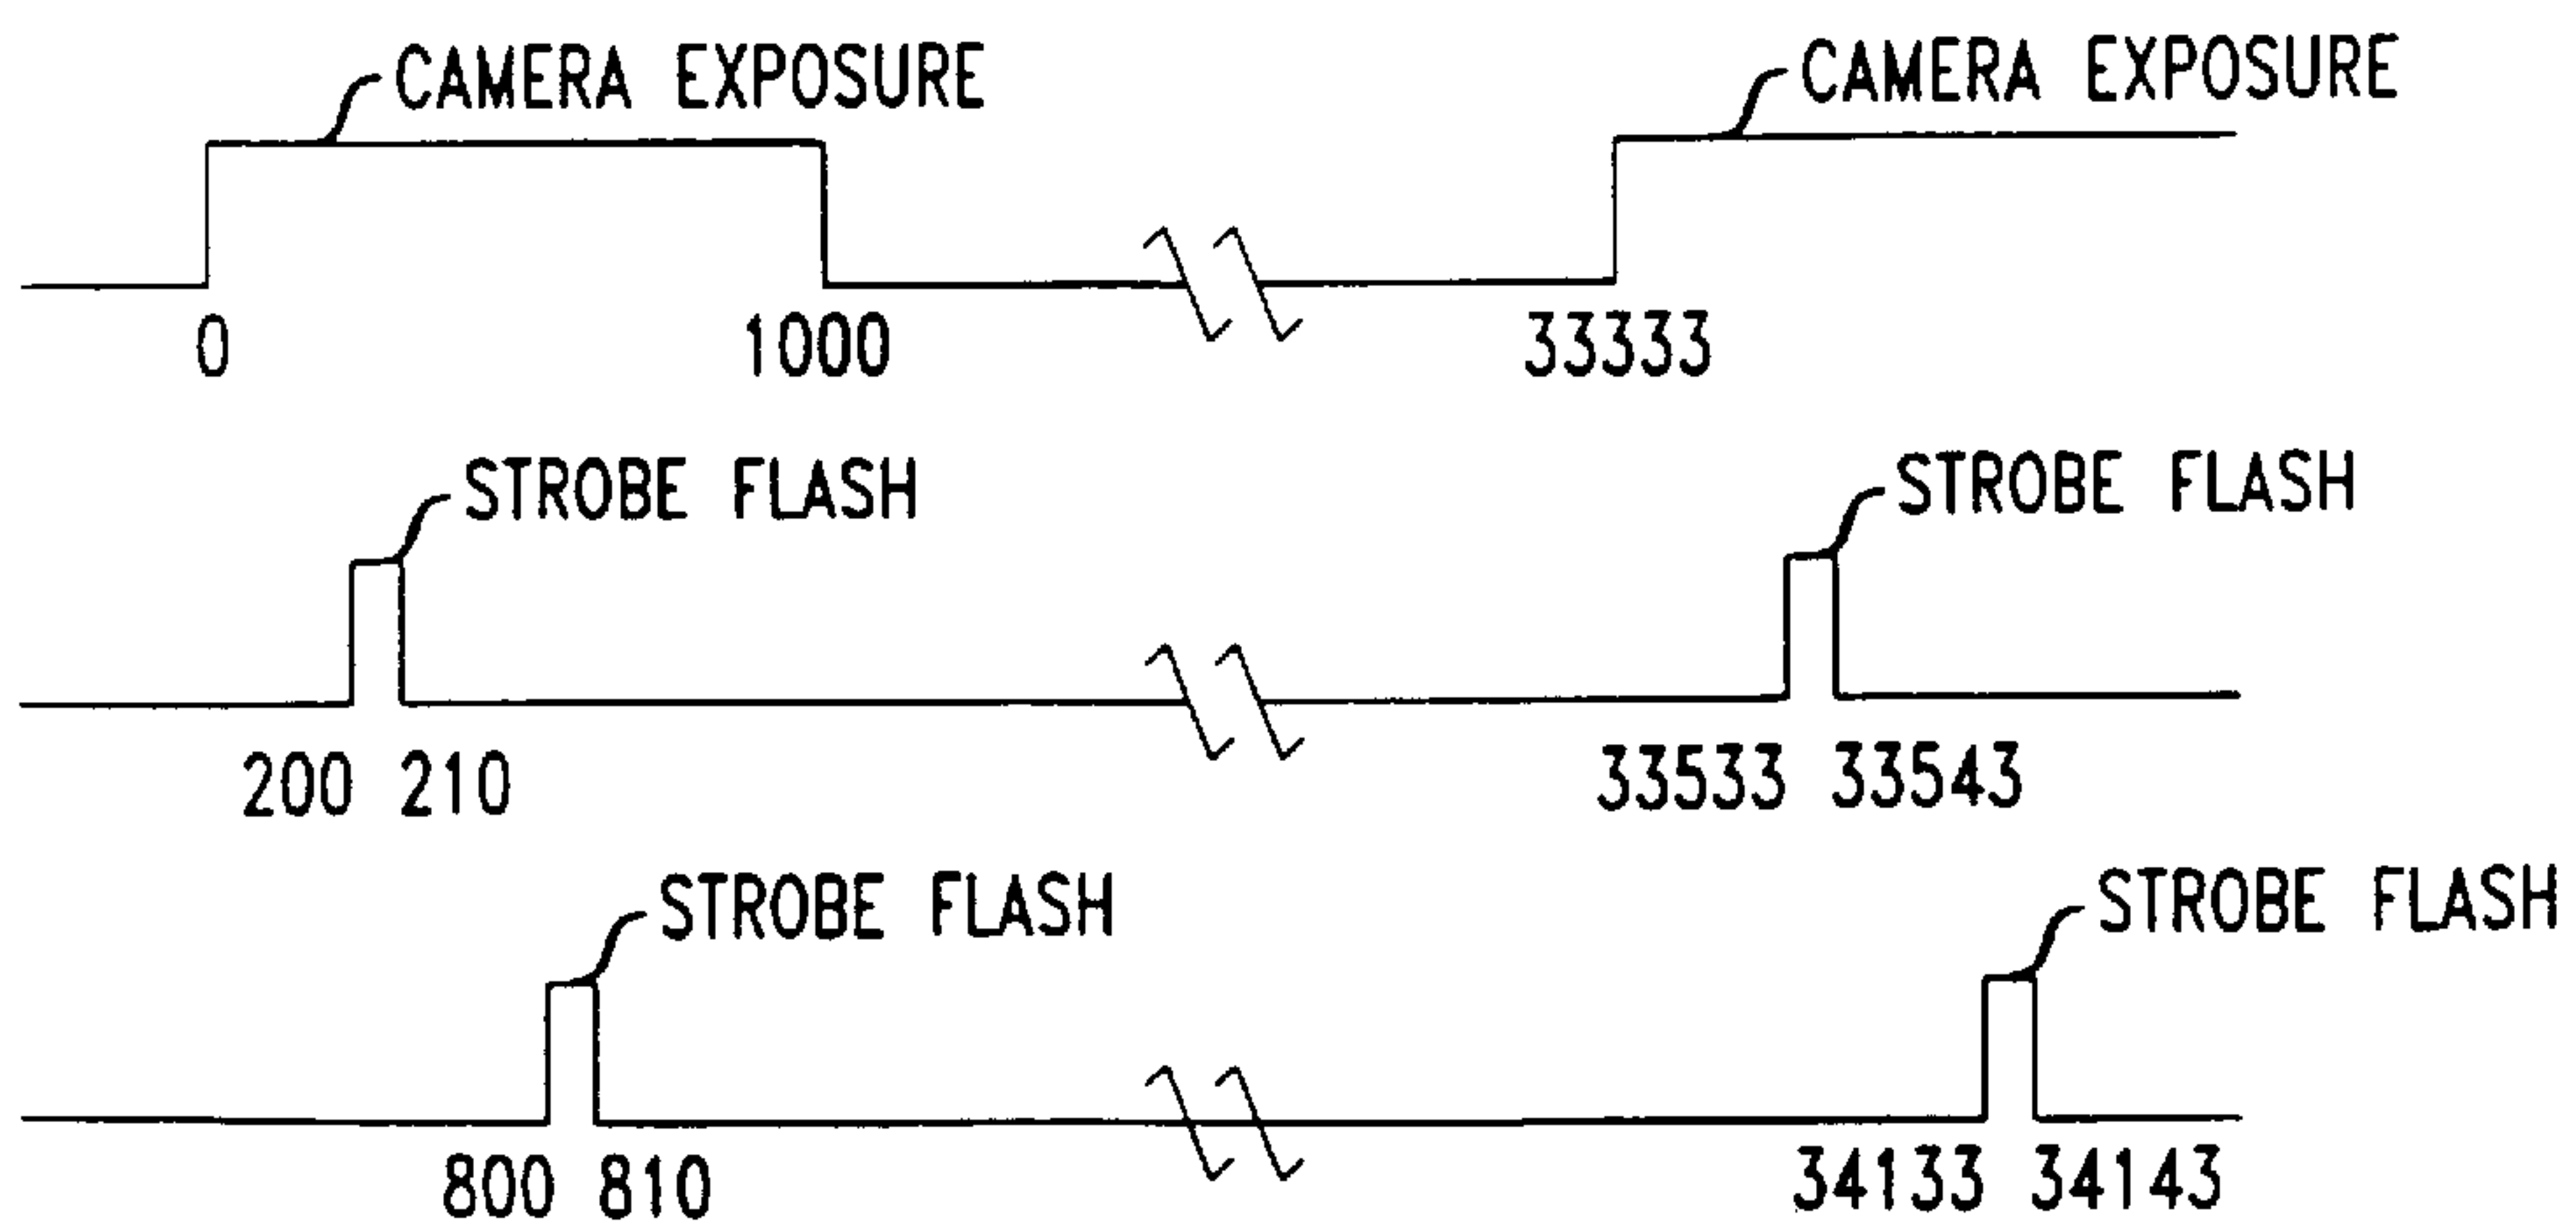 CAMERA EXPOSURE CAMERA EXPOSURE
0 1000 33333
STROBE FLASH STROBE FLASH
200 210 33533 33543
STROBE FLASH STROBE FLASH
800 810 34133 34143